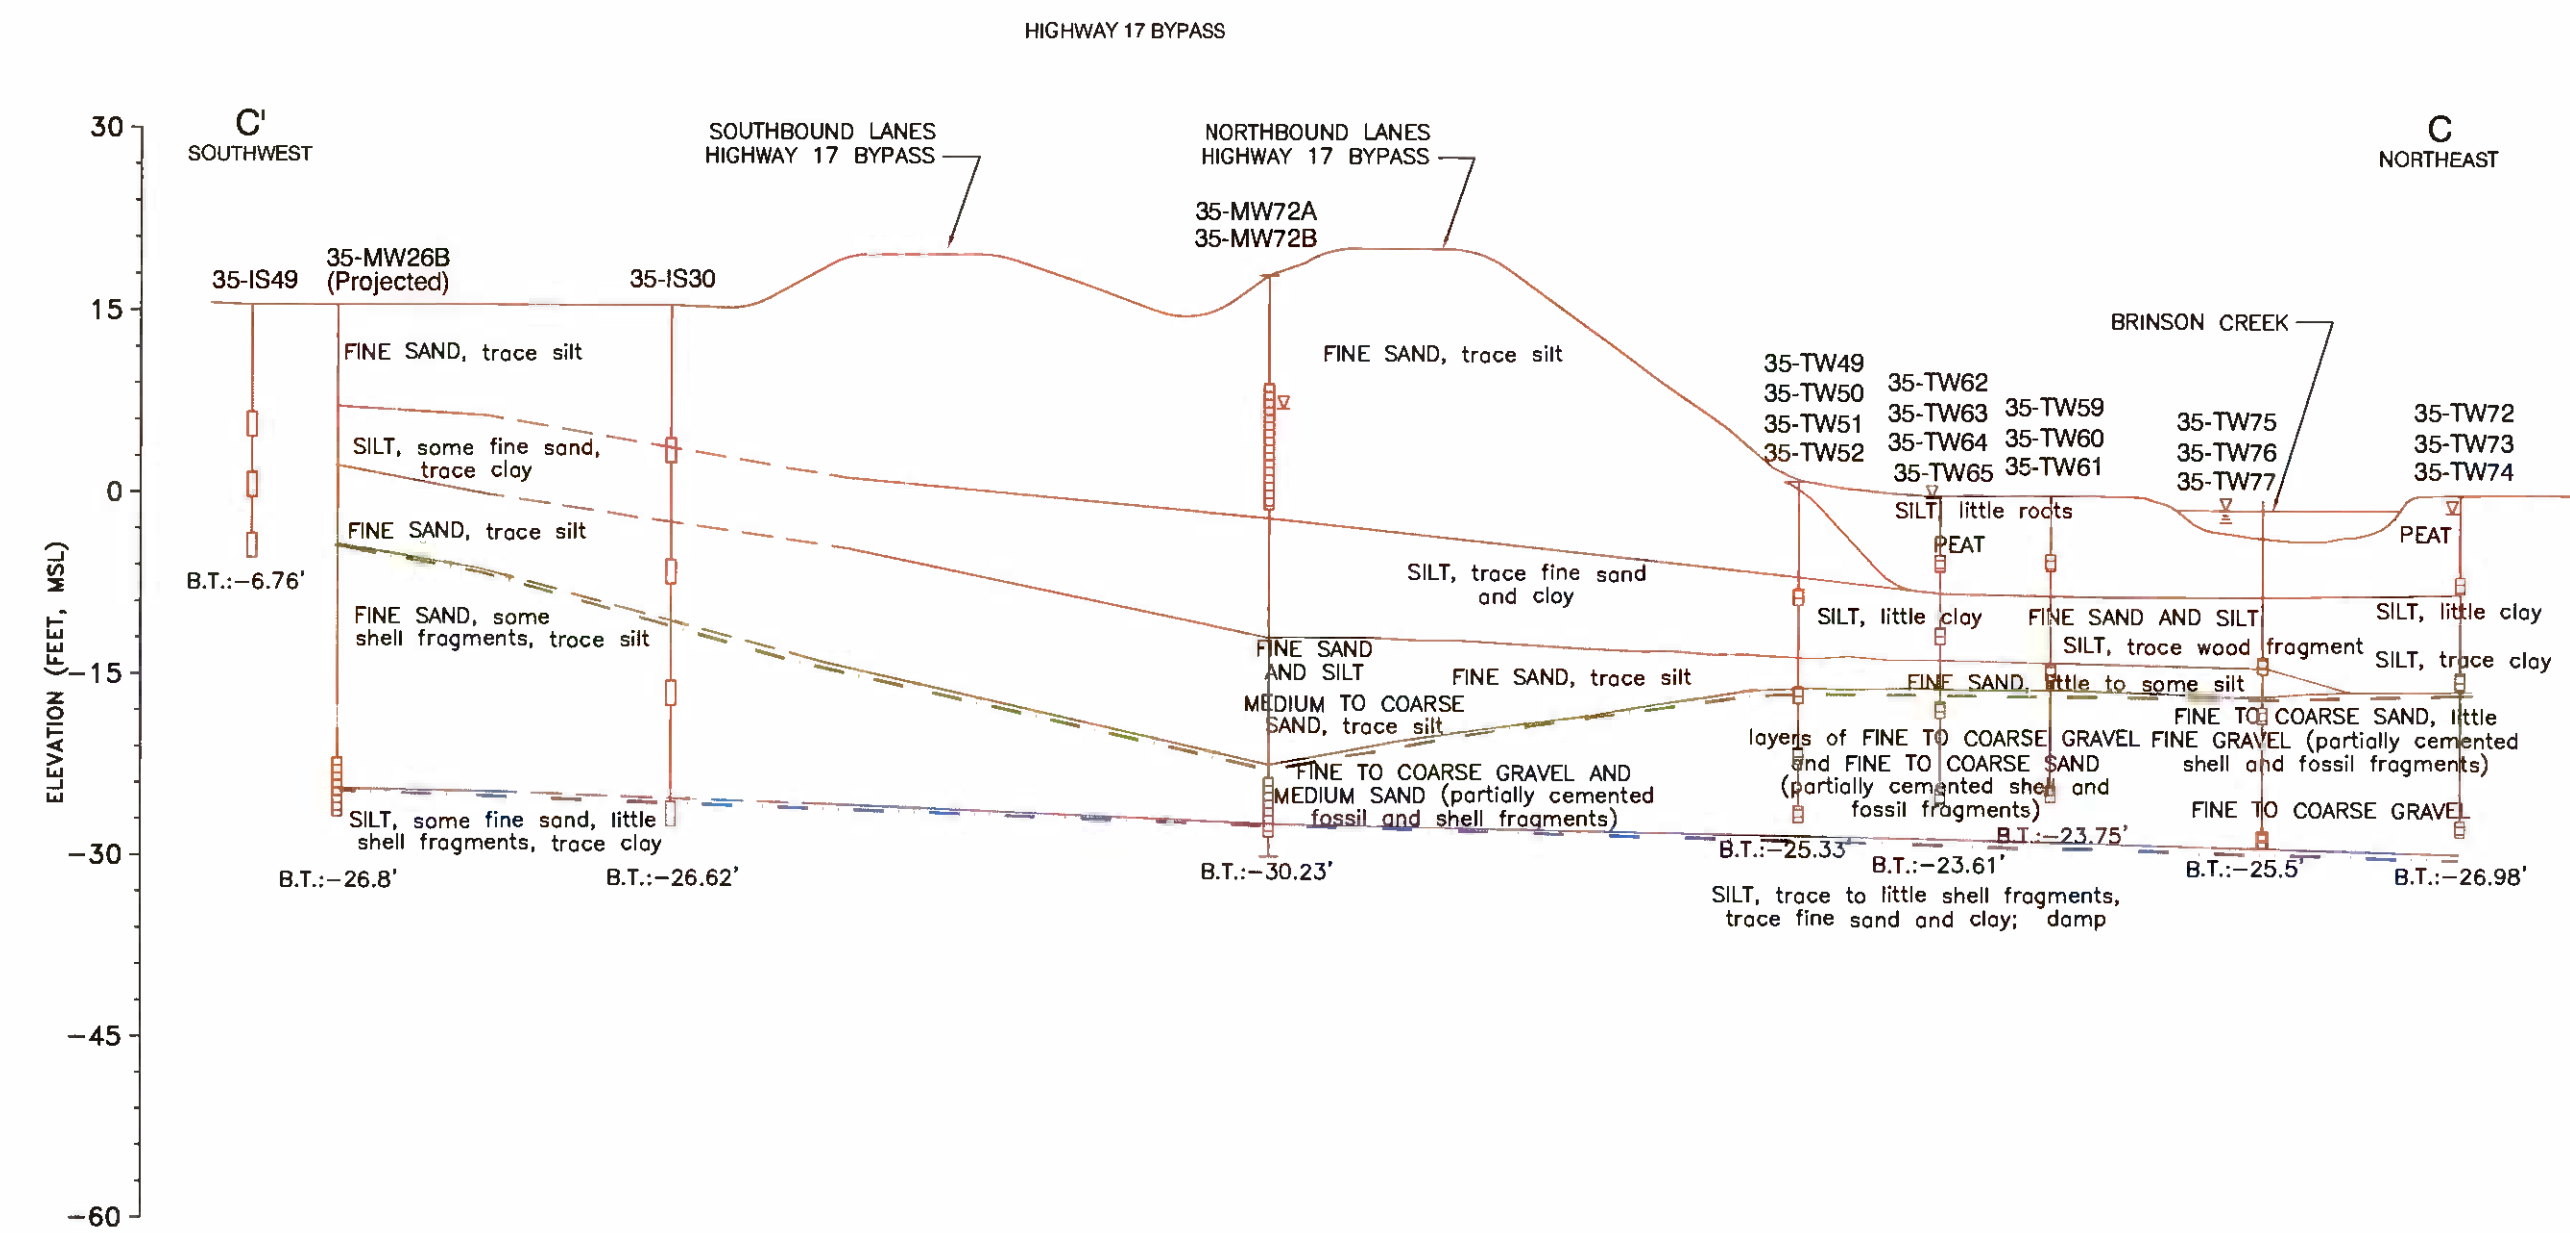 HIGHWAY 17 BYPASS
C'
SOUTHWEST
SOUTHBOUND LANES
HIGHWAY 17 BYPASS
NORTHBOUND LANES
HIGHWAY 17 BYPASS
C
NORTHEAST
30
15
0
−15
−30
−45
−60
ELEVATION (FEET, MSL)
35-IS49
35-MW26B
(Projected)
35-IS30
35-MW72A
35-MW72B
BRINSON CREEK
35-TW49
35-TW50
35-TW51
35-TW52
35-TW62
35-TW63
35-TW64
35-TW65
35-TW59
35-TW60
35-TW61
35-TW75
35-TW76
35-TW77
35-TW72
35-TW73
35-TW74
FINE SAND, trace silt
SILT, some fine sand,
trace clay
FINE SAND, trace silt
FINE SAND, some
shell fragments, trace silt
SILT, some fine sand, little
shell fragments, trace clay
FINE SAND, trace silt
SILT, trace fine sand
and clay
FINE SAND
AND SILT
FINE SAND, trace silt
MEDIUM TO COARSE
SAND, trace silt
FINE TO COARSE GRAVEL AND
MEDIUM SAND (partially cemented
fossil and shell fragments)
SILT, little roots
PEAT
PEAT
SILT, little clay
FINE SAND AND SILT
SILT, little clay
SILT, trace wood fragment
SILT, trace clay
FINE SAND, little to some silt
layers of FINE TO COARSE GRAVEL
and FINE TO COARSE SAND
(partially cemented shell and
fossil fragments)
FINE TO COARSE SAND, little
FINE GRAVEL (partially cemented
shell and fossil fragments)
FINE TO COARSE GRAVEL
B.T.:−6.76'
B.T.:−26.8'
B.T.:−26.62'
B.T.:−30.23'
B.T.:−25.33'
B.T.:−23.61'
B.T.:−23.75'
B.T.:−25.5'
B.T.:−26.98'
SILT, trace to little shell fragments,
trace fine sand and clay; damp